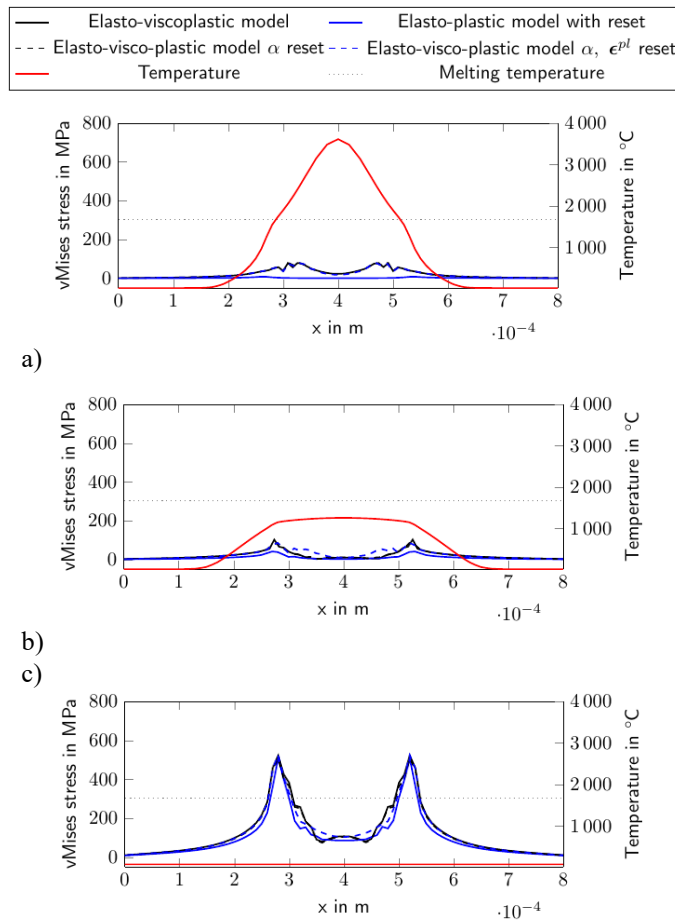 Elasto-viscoplastic model Elasto-plastic model with reset
Elasto-visco-plastic model α reset Elasto-visco-plastic model α, ϵ^{pl} reset
Temperature Melting temperature
800
600
400
200
0
vMises stress in MPa
4 000
3 000
2 000
1 000
Temperature in °C
0 1 2 3 4 5 6 7 8
·10^{-4}
x in m
a)
800
600
400
200
0
vMises stress in MPa
4 000
3 000
2 000
1 000
Temperature in °C
0 1 2 3 4 5 6 7 8
·10^{-4}
x in m
b)
c)
800
600
400
200
0
vMises stress in MPa
4 000
3 000
2 000
1 000
Temperature in °C
0 1 2 3 4 5 6 7 8
·10^{-4}
x in m